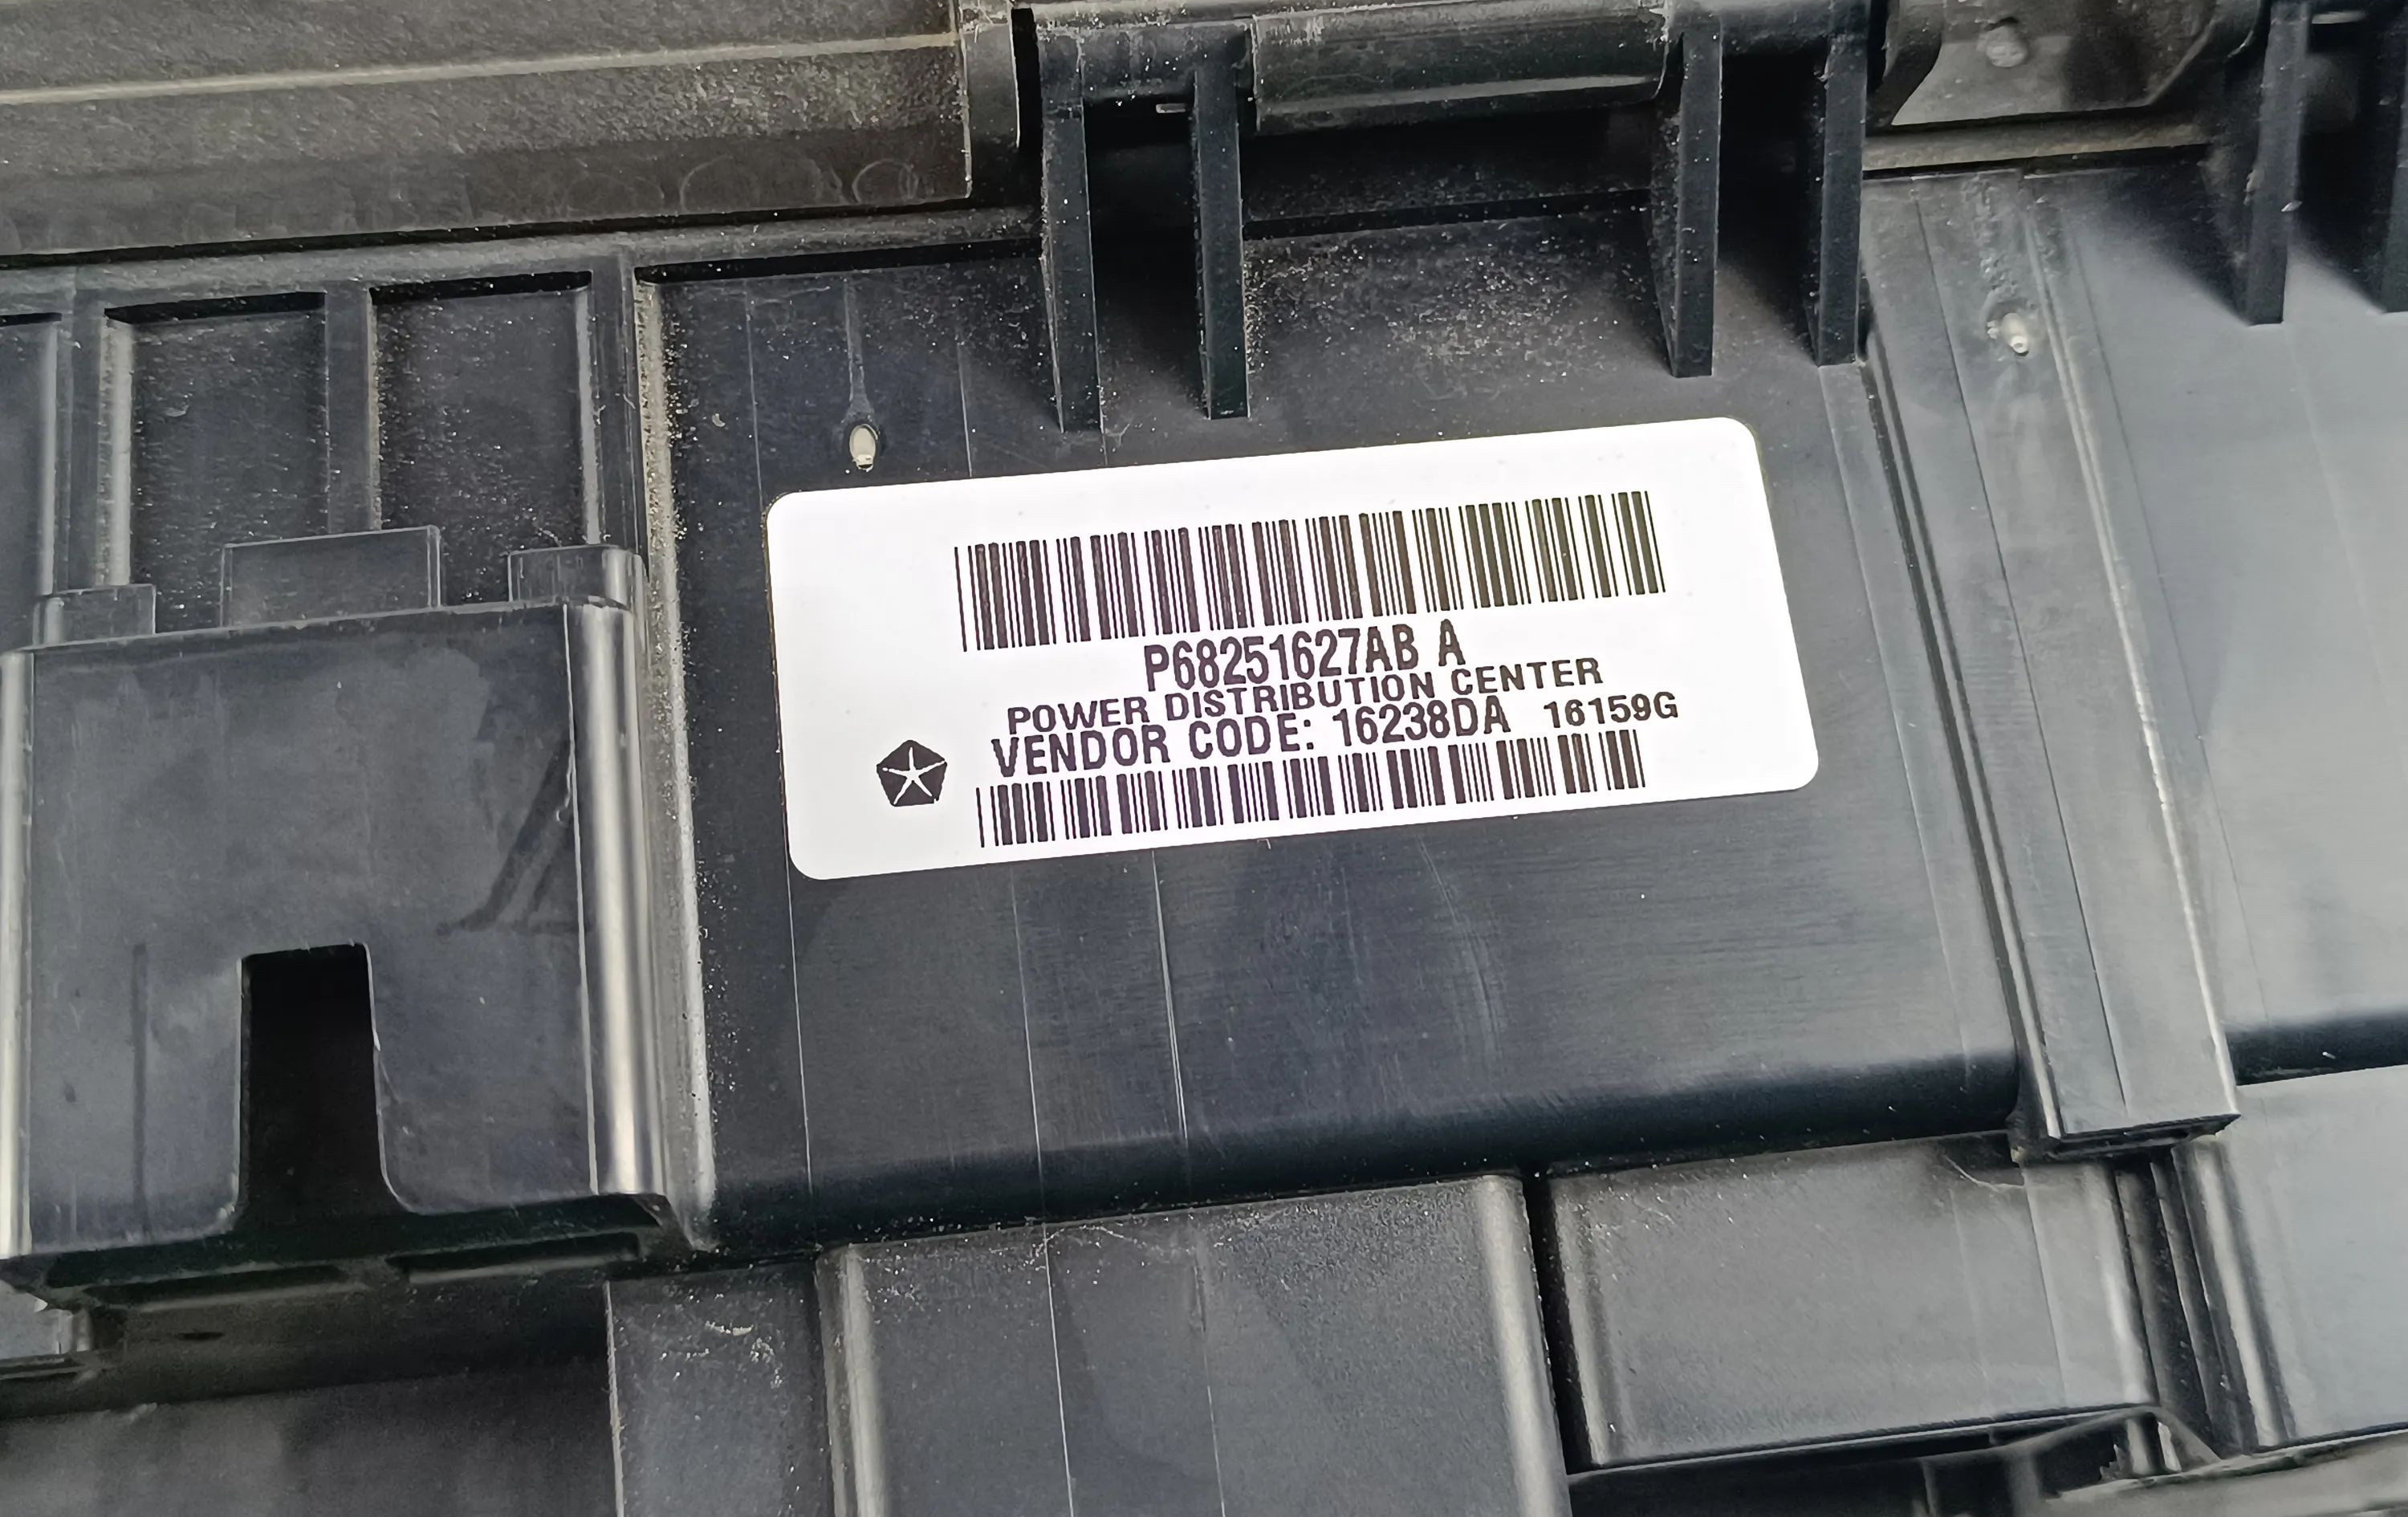 P68251627AB A
POWER DISTRIBUTION CENTER
VENDOR CODE: 16238DA 16159G